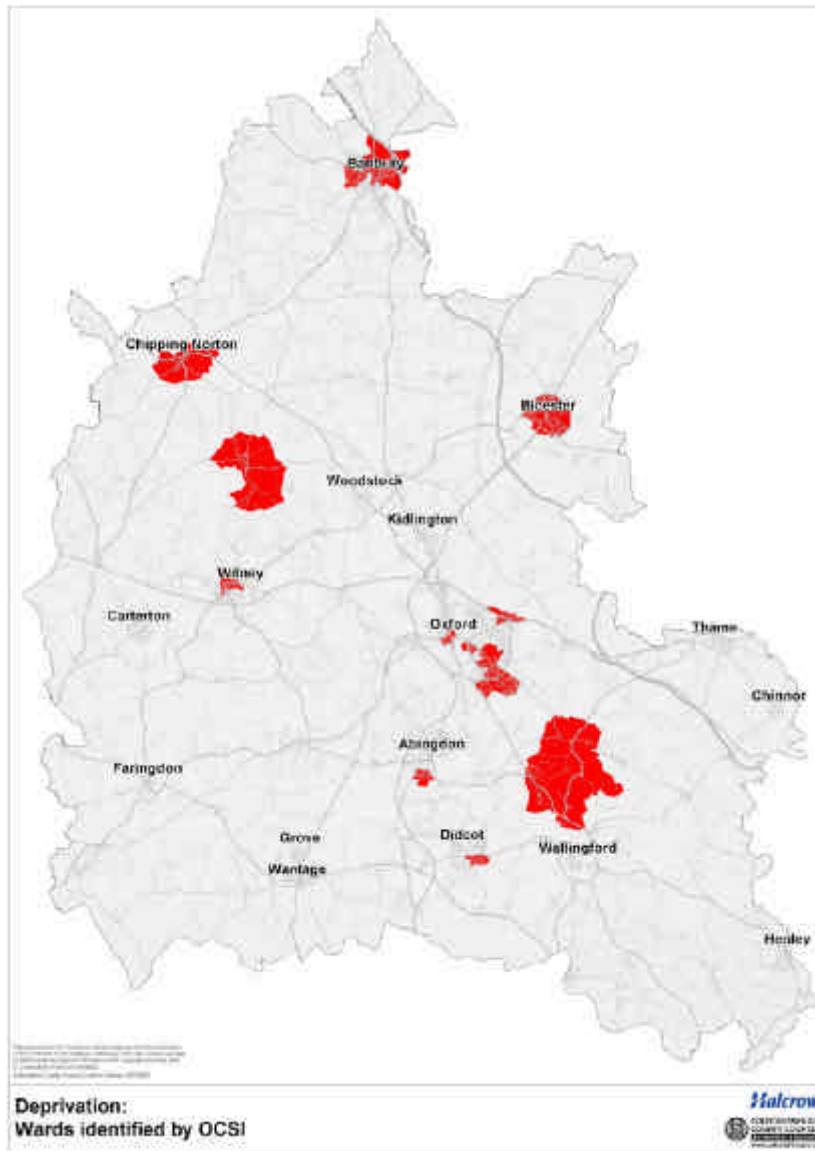 Banbury
Chipping Norton
Bicester
Woodstock
Kidlington
Witney
Carterton
Oxford
Thame
Chinnor
Abingdon
Faringdon
Grove
Didcot
Wallingford
Wantage
Henley
Deprivation:
Wards identified by OCSI
Halcrow